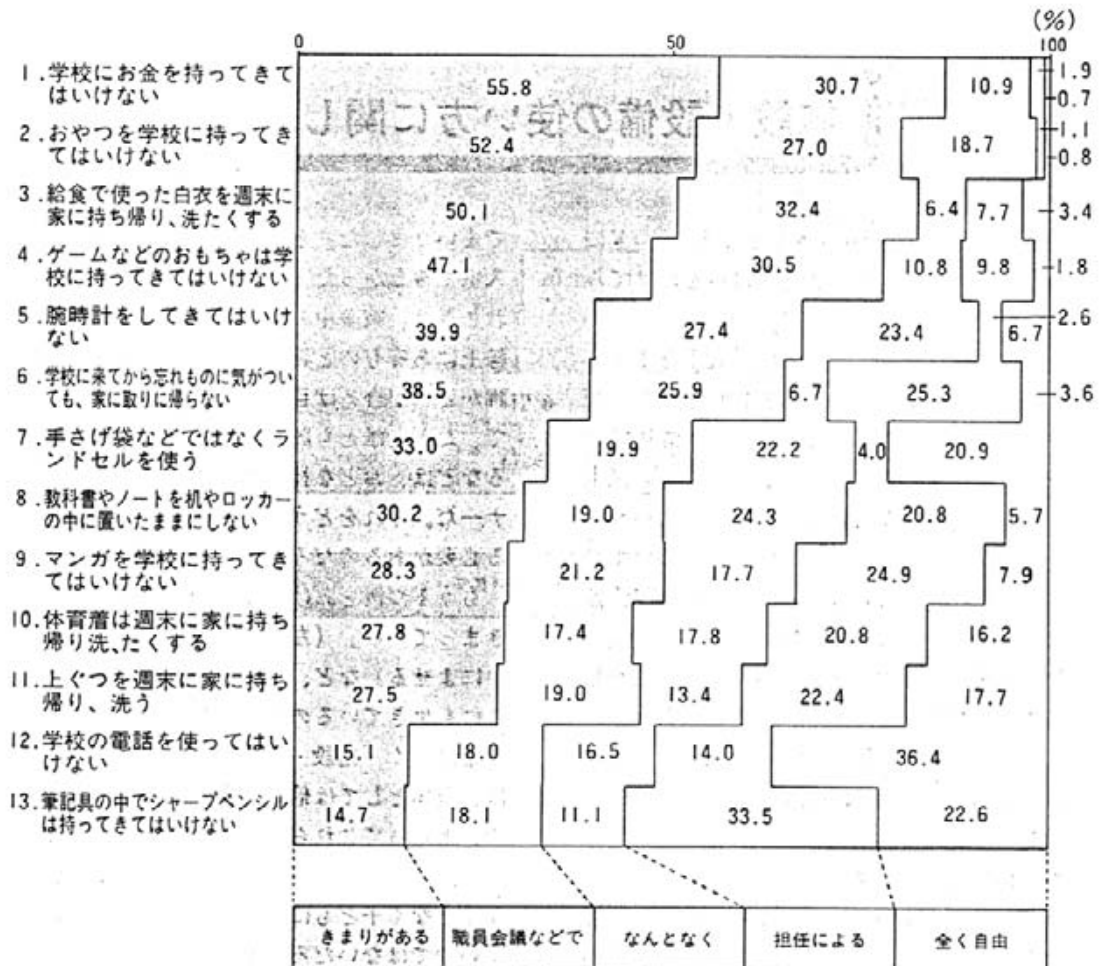 (%)
0 50 100
1.学校にお金を持ってきて
はいけない
55.8 30.7 10.9 1.9 0.7
2.おやつを学校に持ってき
てはいけない
52.4 27.0 18.7 1.1 0.8
3.給食で使った白衣を週末に
家に持ち帰り、洗たくする
50.1 32.4 6.4 7.7 3.4
4.ゲームなどのおもちゃは学
校に持ってきてはいけない
47.1 30.5 10.8 9.8 1.8
5.腕時計をしてきてはいけ
ない
39.9 27.4 23.4 2.6 6.7
6.学校に来てから忘れものに気がつい
ても、家に取りに帰らない
38.5 25.9 6.7 25.3 3.6
7.手さげ袋などではなくラ
ンドセルを使う
33.0 19.9 22.2 4.0 20.9
8.教科書やノートを机やロッカー
の中に置いたままにしない
30.2 19.0 24.3 20.8 5.7
9.マンガを学校に持ってき
てはいけない
28.3 21.2 17.7 24.9 7.9
10.体育着は週末に家に持ち
帰り洗、たくする
27.8 17.4 17.8 20.8 16.2
11.上ぐつを週末に家に持ち
帰り、洗う
27.5 19.0 13.4 22.4 17.7
12.学校の電話を使ってはい
けない
15.1 18.0 16.5 14.0 36.4
13.筆記具の中でシャープペンシル
は持ってきてはいけない
14.7 18.1 11.1 33.5 22.6
きまりがある 職員会議などで なんとなく 担任による 全く自由